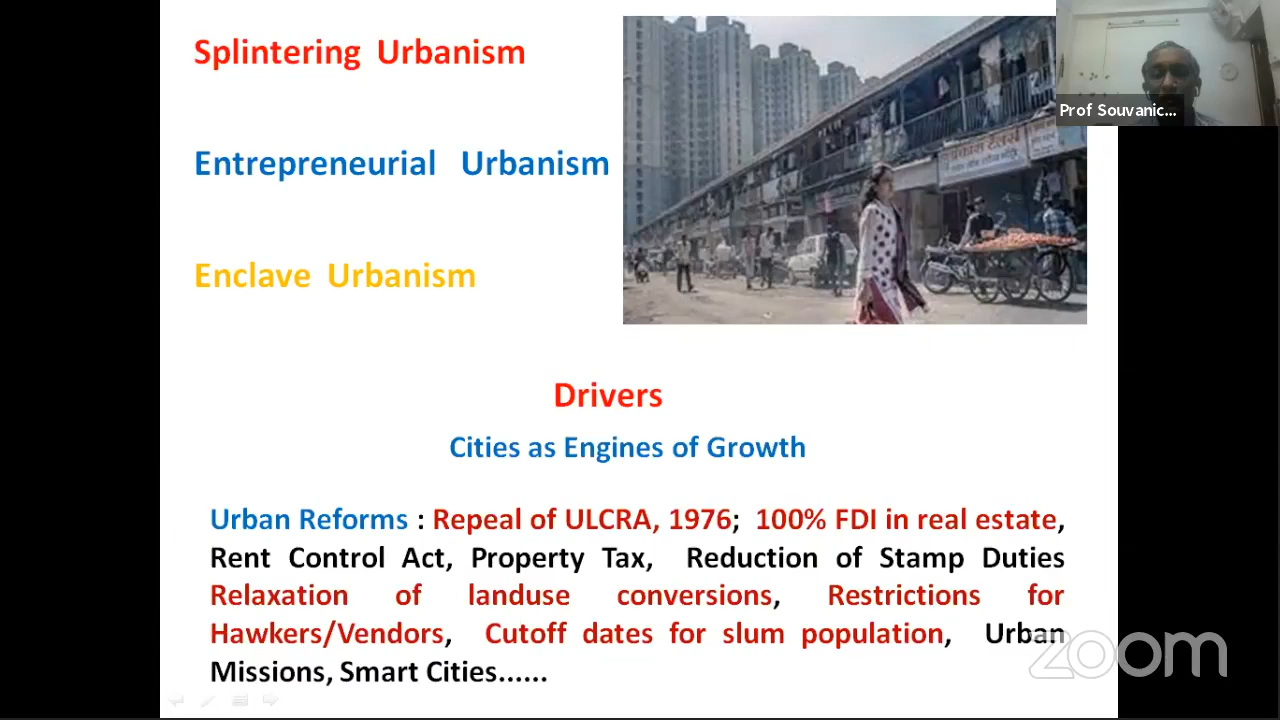 Splintering Urbanism
Prof Souvanic...
Entrepreneurial Urbanism
Enclave Urbanism
Drivers
Cities as Engines of Growth
Urban Reforms : Repeal of ULCRA, 1976; 100% FDI in real estate,
Rent Control Act, Property Tax, Reduction of Stamp Duties
Relaxation of landuse conversions, Restrictions for
Hawkers/Vendors, Cutoff dates for slum population, Urban
Missions, Smart Cities......
zoom